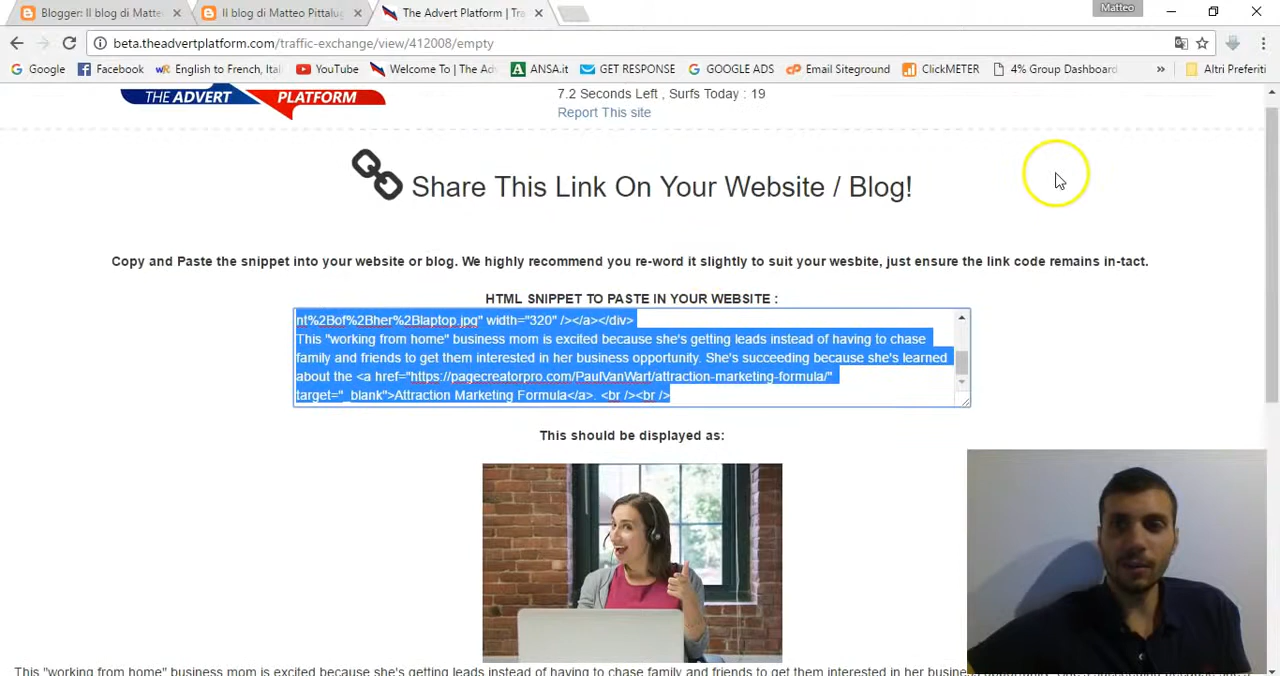 Blogger: Il blo di Matte
Il blog di Matteo Pittalug
The Advert Platform | Tra
Matteo
beta.theadvertplatform.com/traffic-exchange/view/412008/empty
Google
Facebook
English to French, Itali
YouTube
Welcome To | The Adv
ANSA.it
GET RESPONSE
GOOGLE ADS
Email Siteground
ClickMETER
4% Group Dashboard
»
Altri Preferiti
THE ADVERT PLATFORM
7.2 Seconds Left , Surfs Today : 19
Report This site
Share This Link On Your Website / Blog!
Copy and Paste the snippet into your website or blog. We highly recommend you re-word it slightly to suit your wesbite, just ensure the link code remains in-tact.
HTML SNIPPET TO PASTE IN YOUR WEBSITE :
nt%2Bof%2Bher%2Blaptop.jpg" width="320" /></a></div>
This "working from home" business mom is excited because she's getting leads instead of having to chase
family and friends to get them interested in her business opportunity. She's succeeding because she's learned
about the <a href="https://pagecreatorpro.com/PaulVanWart/attraction-marketing-formula/"
target="_blank">Attraction Marketing Formula</a>. <br /><br />
This should be displayed as:
This "working from home" business mom is excited because she's getting leads instead of having to chase family and friends to get them interested in her business